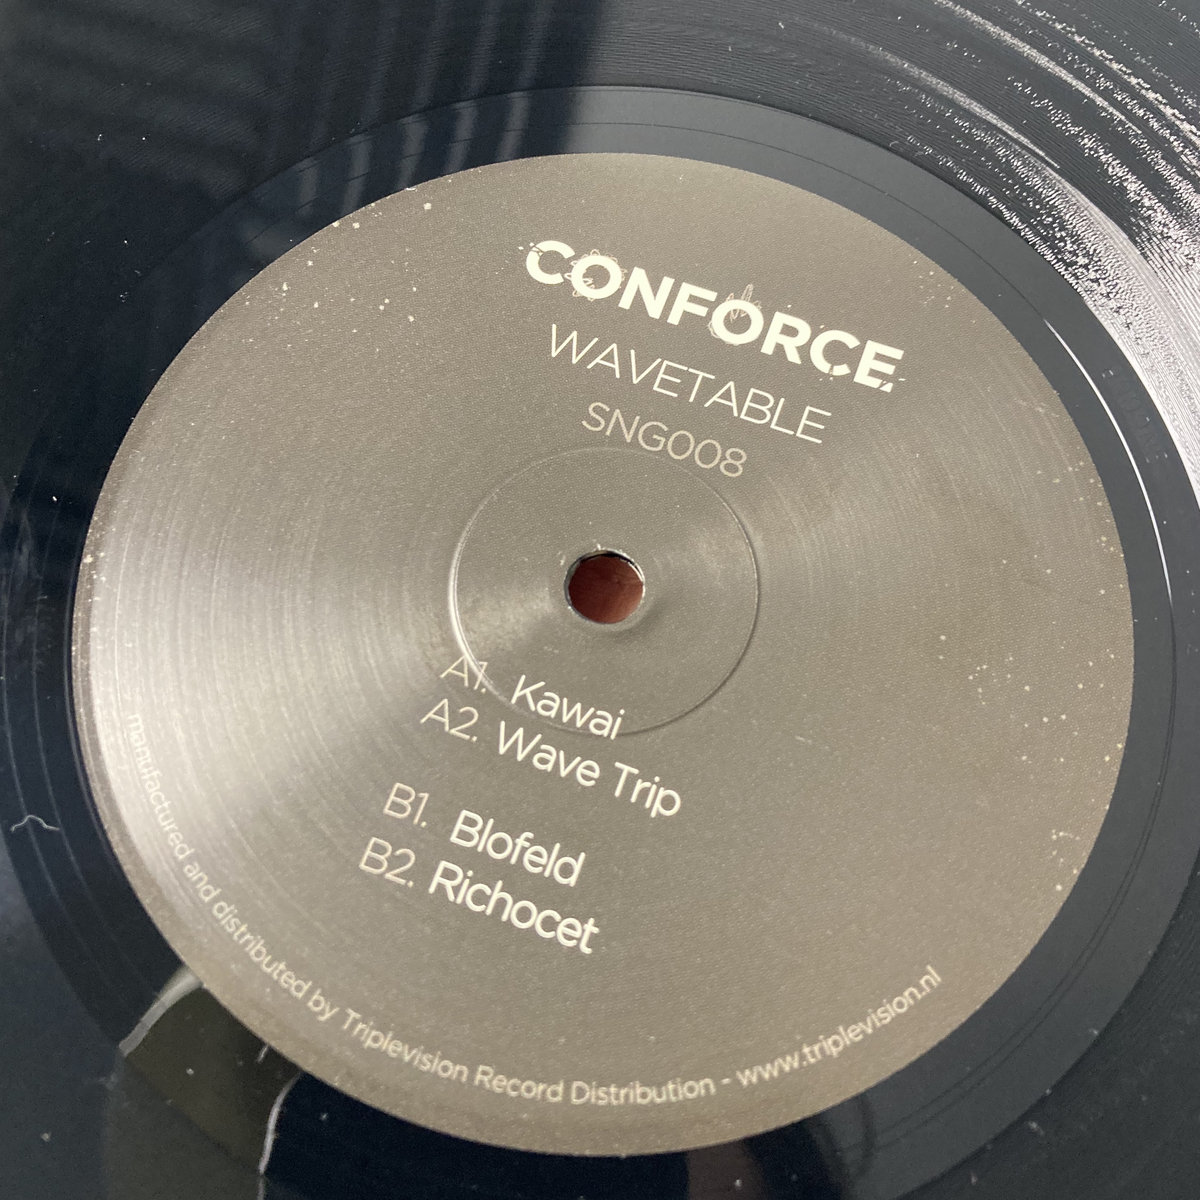 CONFORCE
WAVETABLE
SNG008
A1. Kawai
A2. Wave Trip
B1. Blofeld
B2. Richocet
manufactured and distributed by Triplevision Record Distribution - www.triplevision.nl